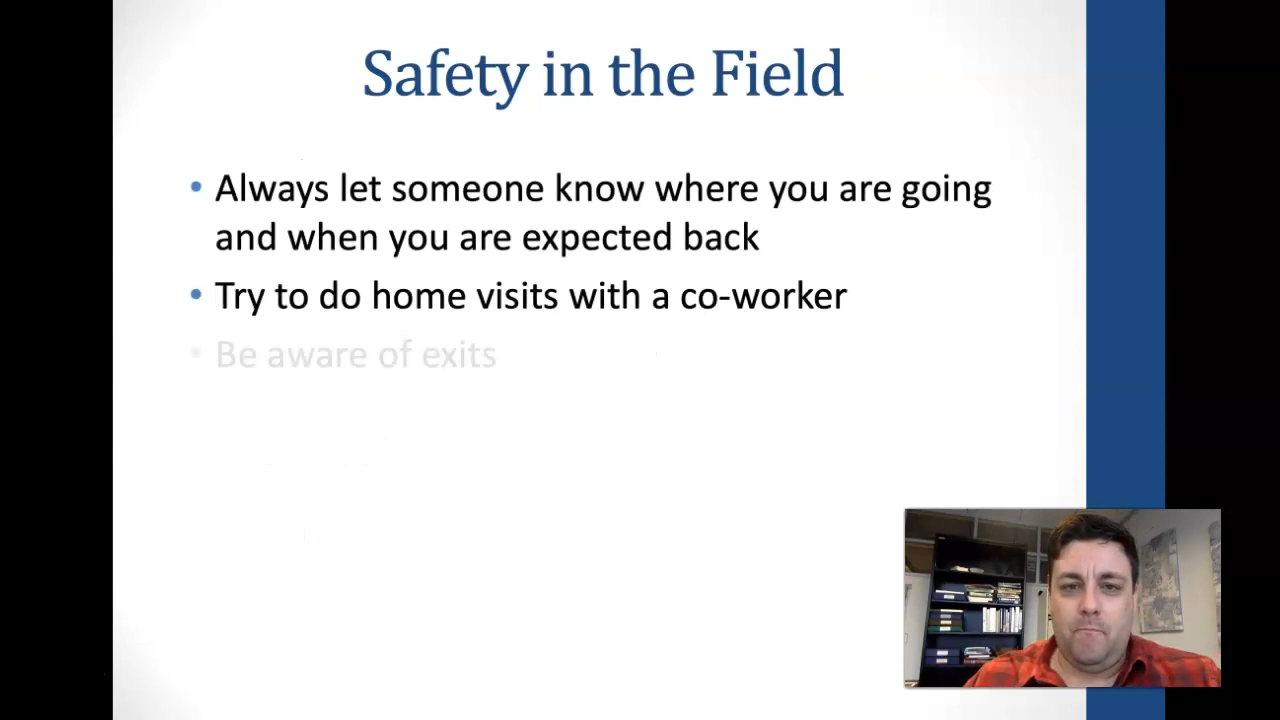 Safety in the Field
• Always let someone know where you are going
and when you are expected back
• Try to do home visits with a co-worker
• Be aware of exits